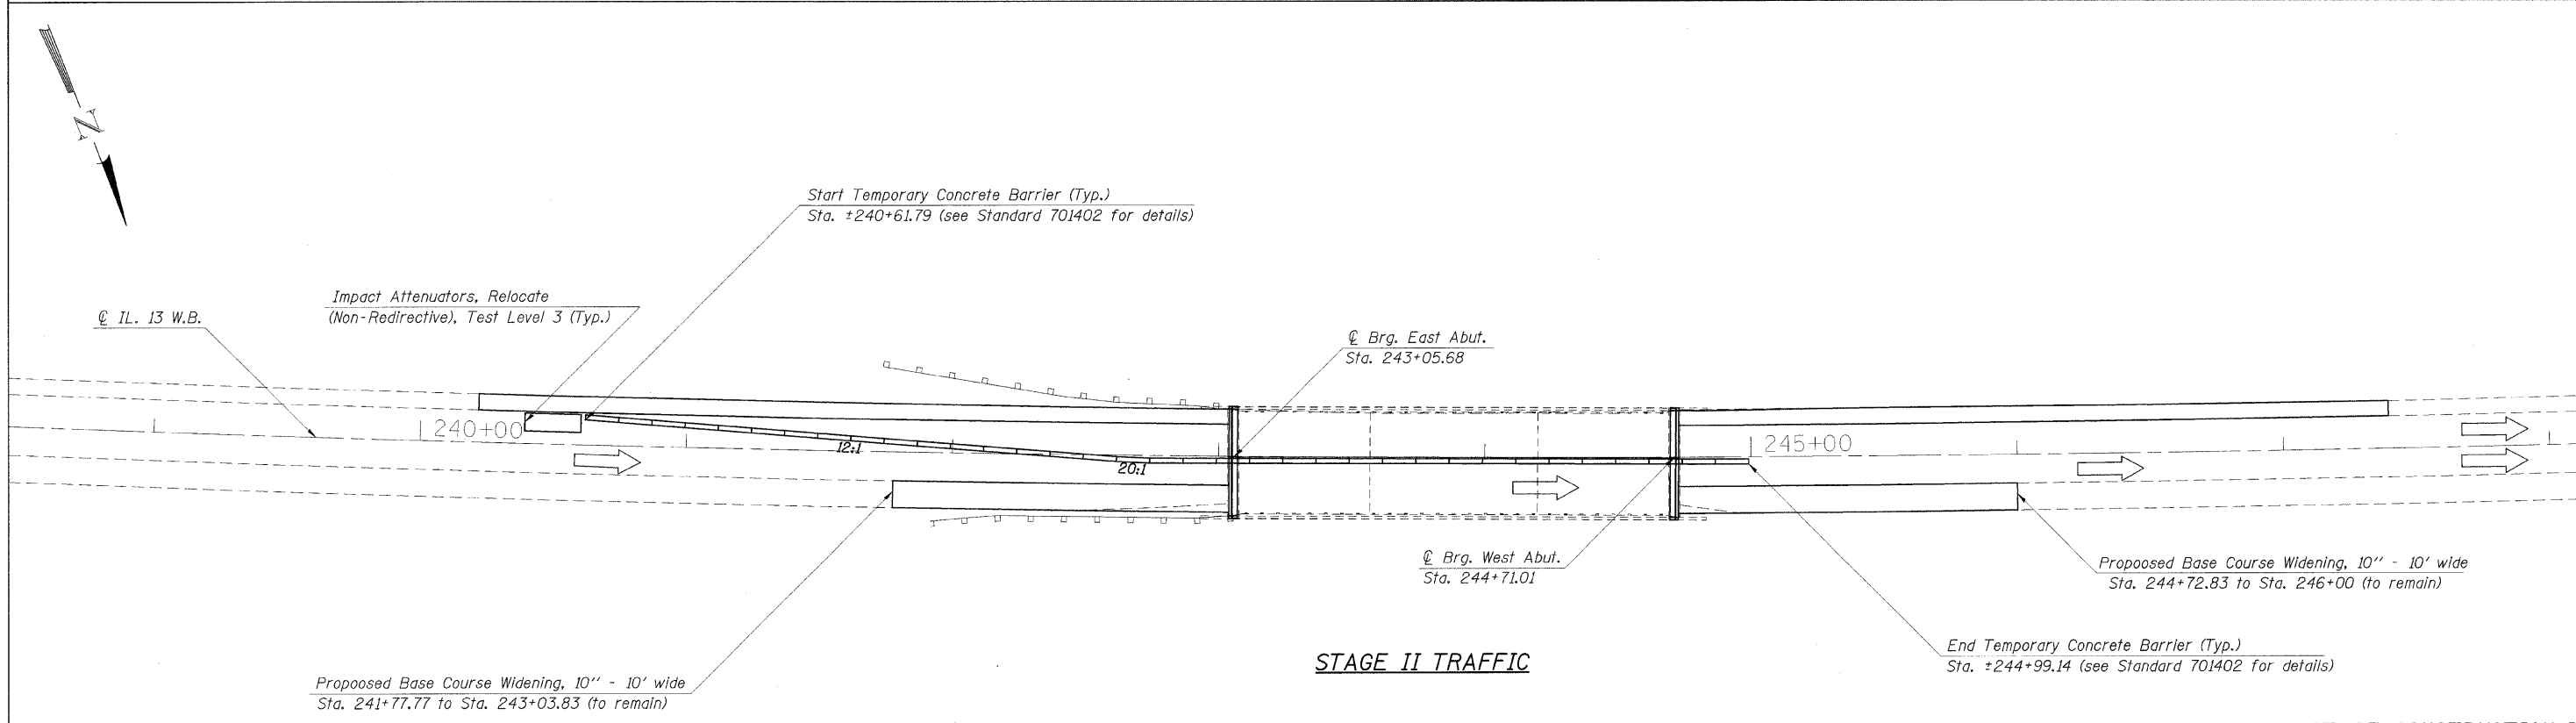 N
Start Temporary Concrete Barrier (Typ.)
Sta. ±240+61.79 (see Standard 701402 for details)
Impact Attenuators, Relocate
(Non-Redirective), Test Level 3 (Typ.)
℄ IL. 13 W.B.
℄ Brg. East Abut.
Sta. 243+05.68
240+00
12:1
20:1
245+00
℄ Brg. West Abut.
Sta. 244+71.01
Propoosed Base Course Widening, 10'' - 10' wide
Sta. 244+72.83 to Sta. 246+00 (to remain)
End Temporary Concrete Barrier (Typ.)
Sta. ±244+99.14 (see Standard 701402 for details)
STAGE II TRAFFIC
Propoosed Base Course Widening, 10'' - 10' wide
Sta. 241+77.77 to Sta. 243+03.83 (to remain)